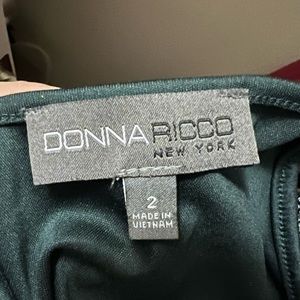 DONNA RICCO
NEW YORK
2
MADE IN
VIETNAM